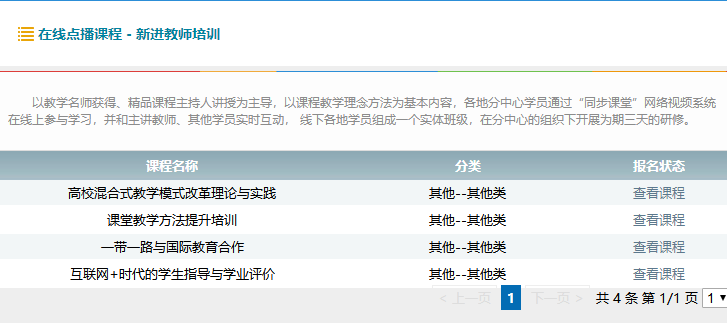 在线点播课程 - 新进教师培训
以教学名师获得、精品课程主持人讲授为主导，以课程教学理念方法为基本内容，各地分中心学员通过“同步课堂”网络视频系统
在线上参与学习，并和主讲教师、其他学员实时互动， 线下各地学员组成一个实体班级，在分中心的组织下开展为期三天的研修。
课程名称 分类 报名状态
高校混合式教学模式改革理论与实践 其他--其他类 查看课程
课堂教学方法提升培训 其他--其他类 查看课程
一带一路与国际教育合作 其他--其他类 查看课程
互联网+时代的学生指导与学业评价 其他--其他类 查看课程
< 上一页 1 下一页 > 共 4 条 第 1/1 页 1